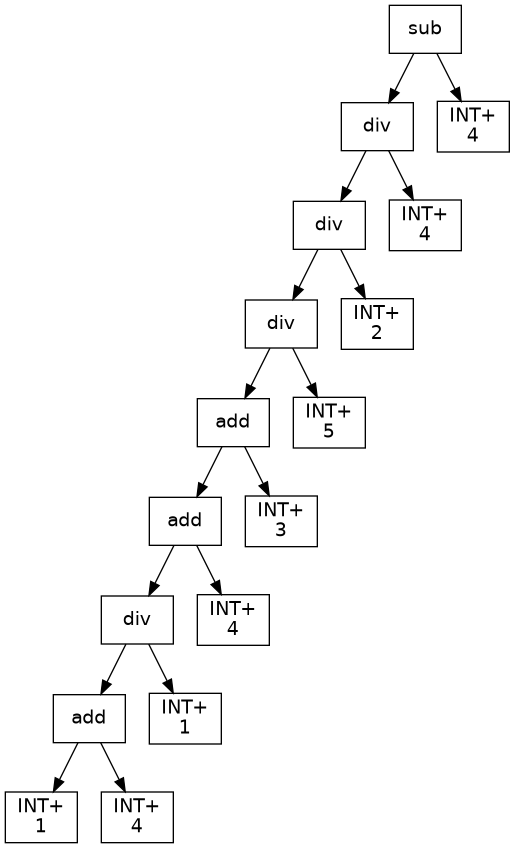 sub
div
INT+
4
div
INT+
4
div
INT+
2
add
INT+
5
add
INT+
3
div
INT+
4
add
INT+
1
INT+
1
INT+
4